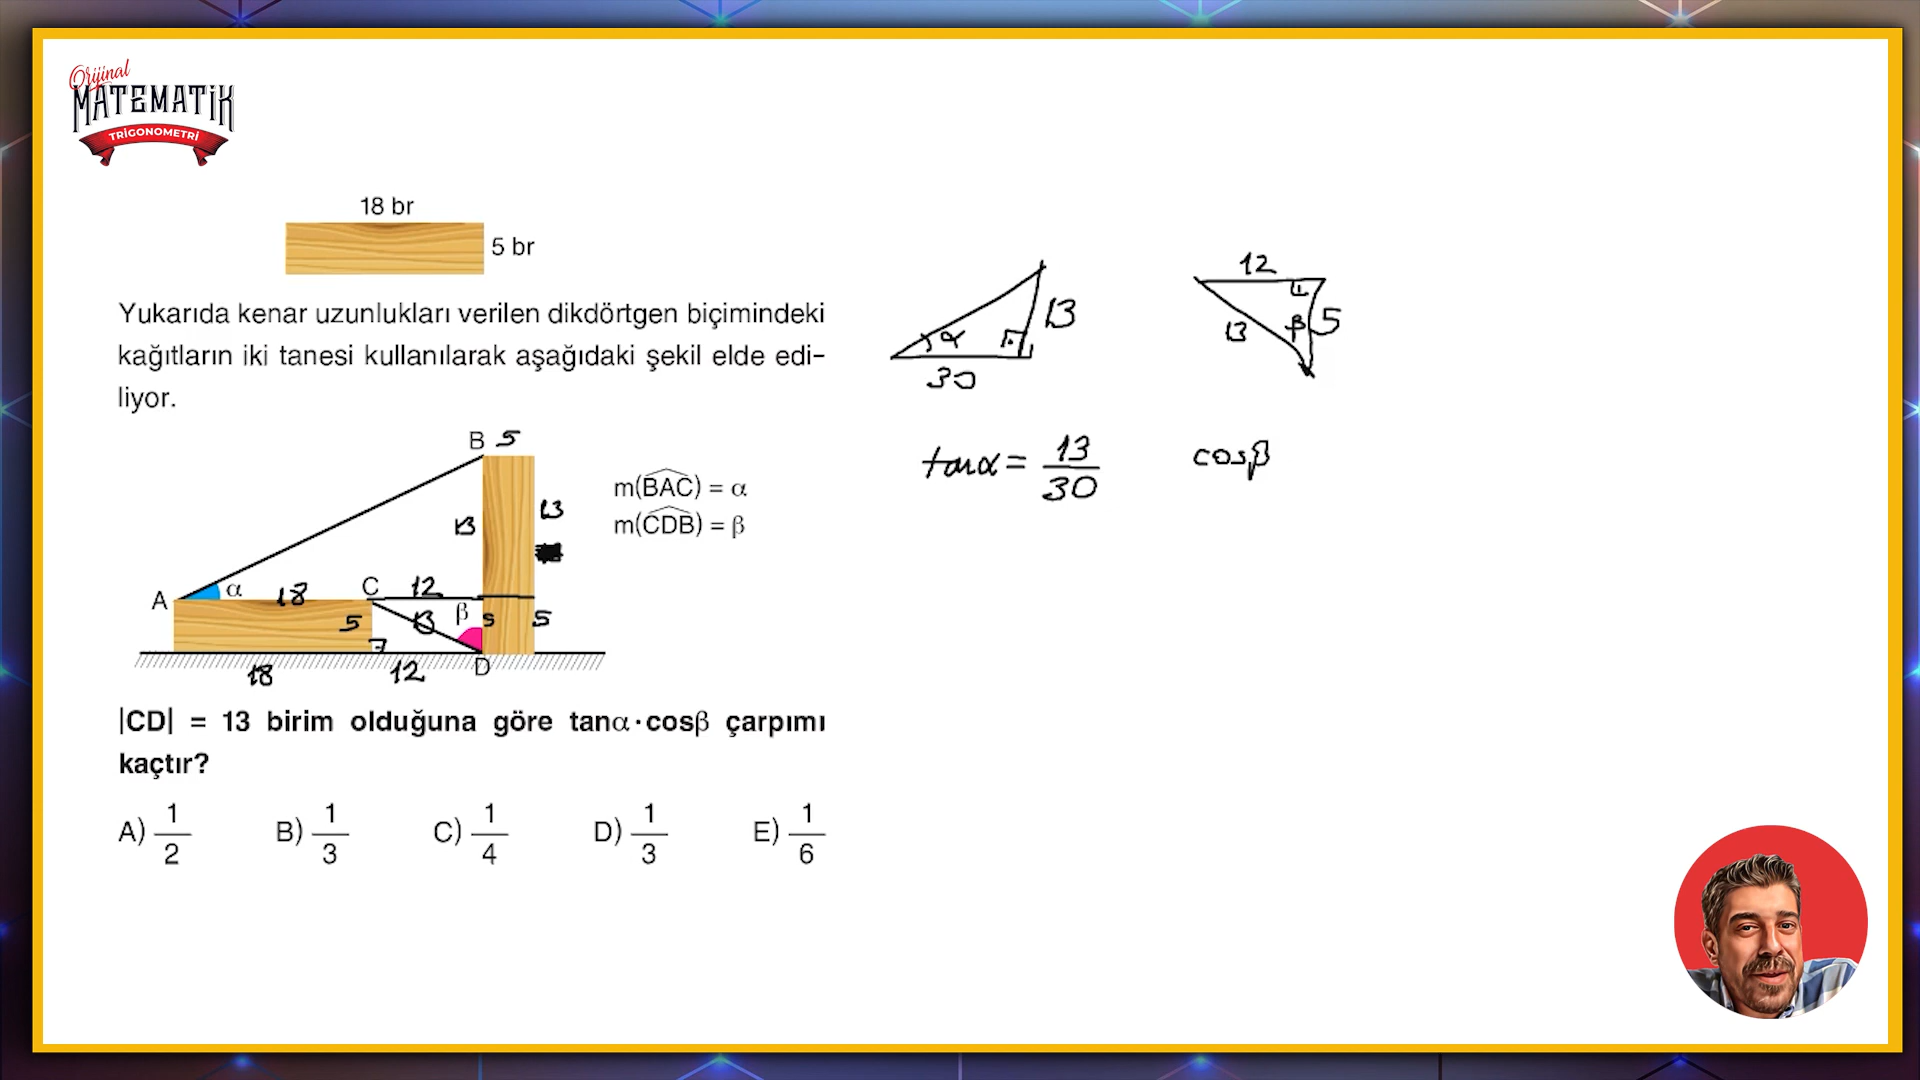 Orijinal
MATEMATİK
TRİGONOMETRİ
18 br
5 br
Yukarıda kenar uzunlukları verilen dikdörtgen biçimindeki
kağıtların iki tanesi kullanılarak aşağıdaki şekil elde edi-
liyor.
B 5
m(BAC) = α
m(CDB) = β
13
13
A α 18 C 12
5 13 β 5 5
18 12 D
|CD| = 13 birim olduğuna göre tanα·cosβ çarpımı
kaçtır?
A) 1/2 B) 1/3 C) 1/4 D) 1/3 E) 1/6
α 13
30
12
13 β 5
tanα = 13/30
cosβ